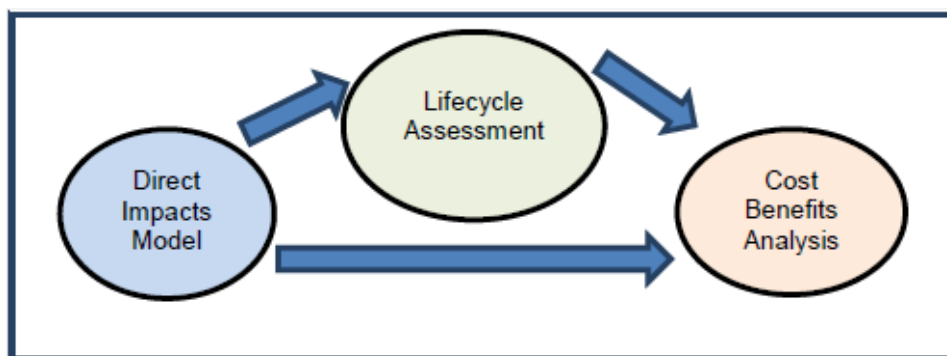 Lifecycle
Assessment
Direct
Impacts
Model
Cost
Benefits
Analysis